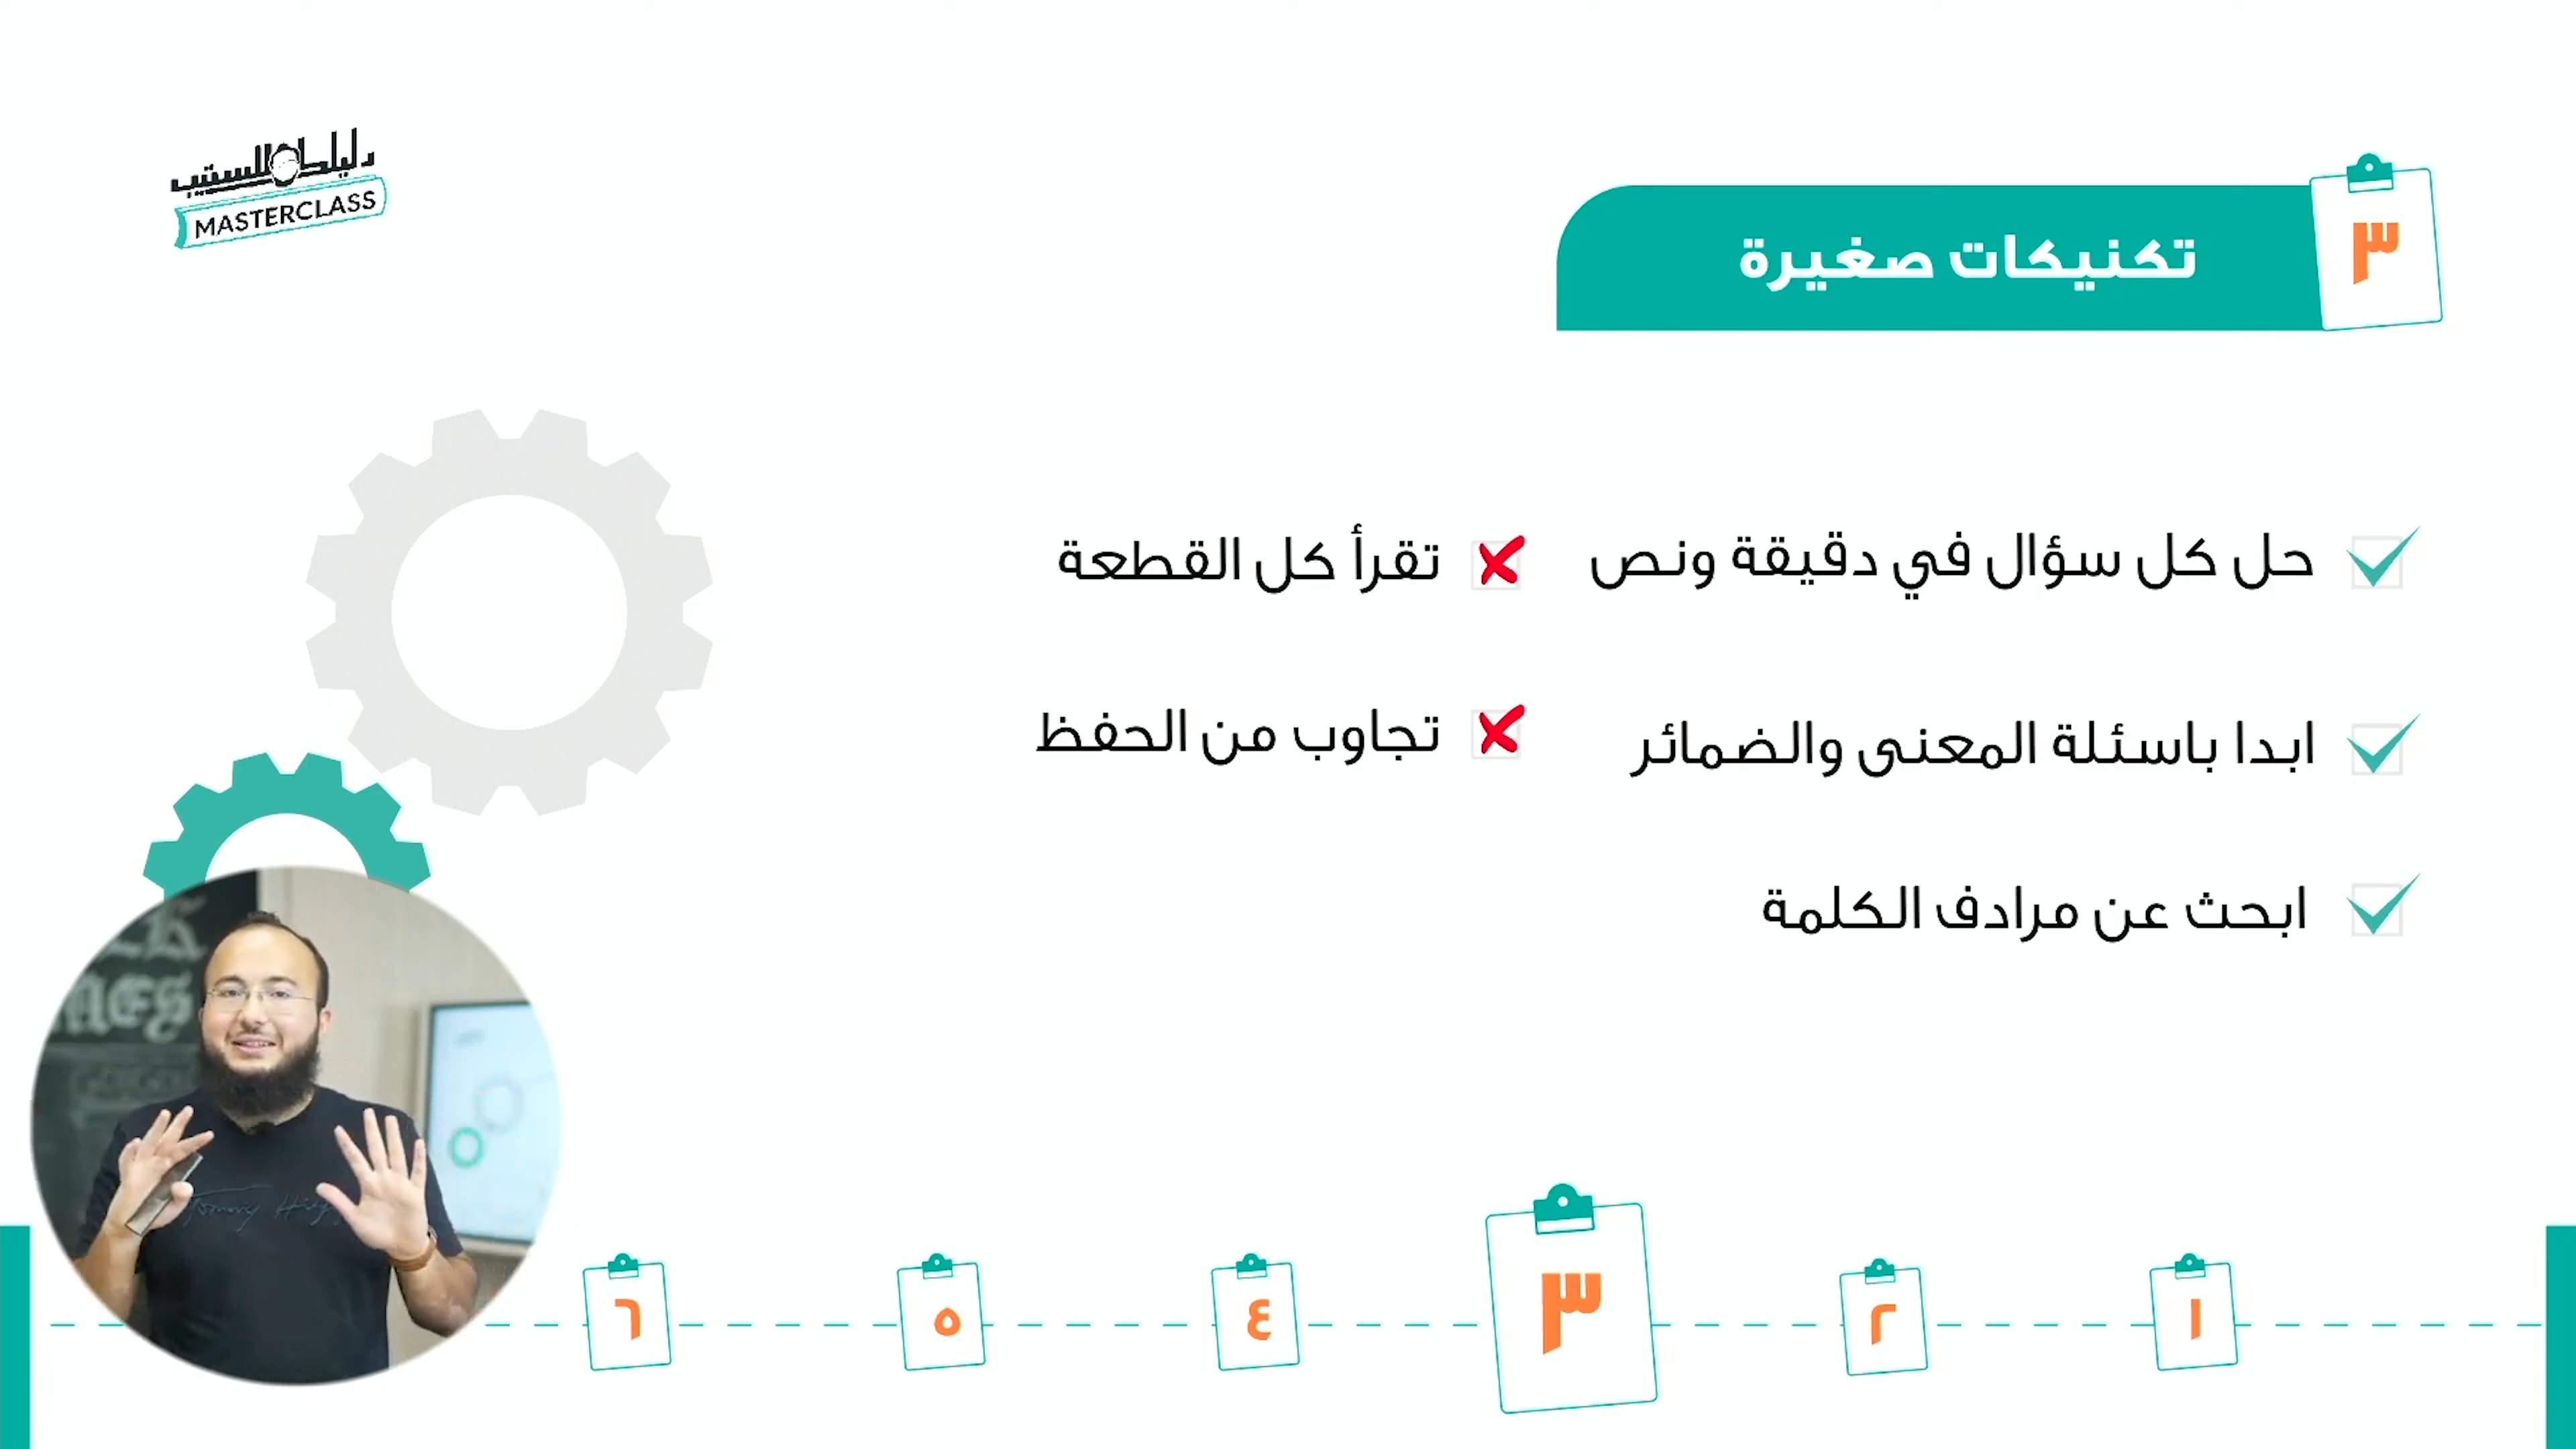 دليلك للستيب
MASTERCLASS
٣
تكنيكات صغيرة
حل كل سؤال في دقيقة ونص
ابدا باسئلة المعنى والضمائر
ابحث عن مرادف الكلمة
تقرأ كل القطعة
تجاوب من الحفظ
١
٢
٣
٤
٥
٦